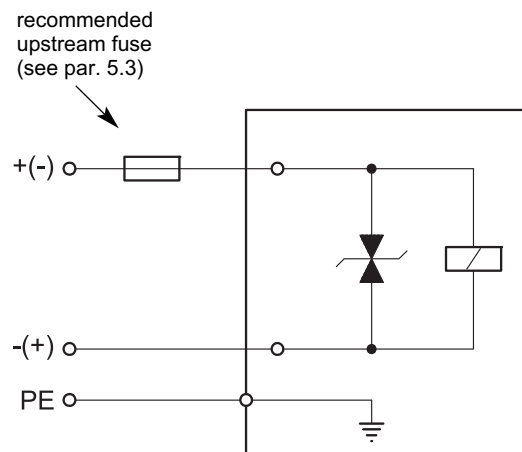 recommended
upstream fuse
(see par. 5.3)
+(-)
-(+)
PE